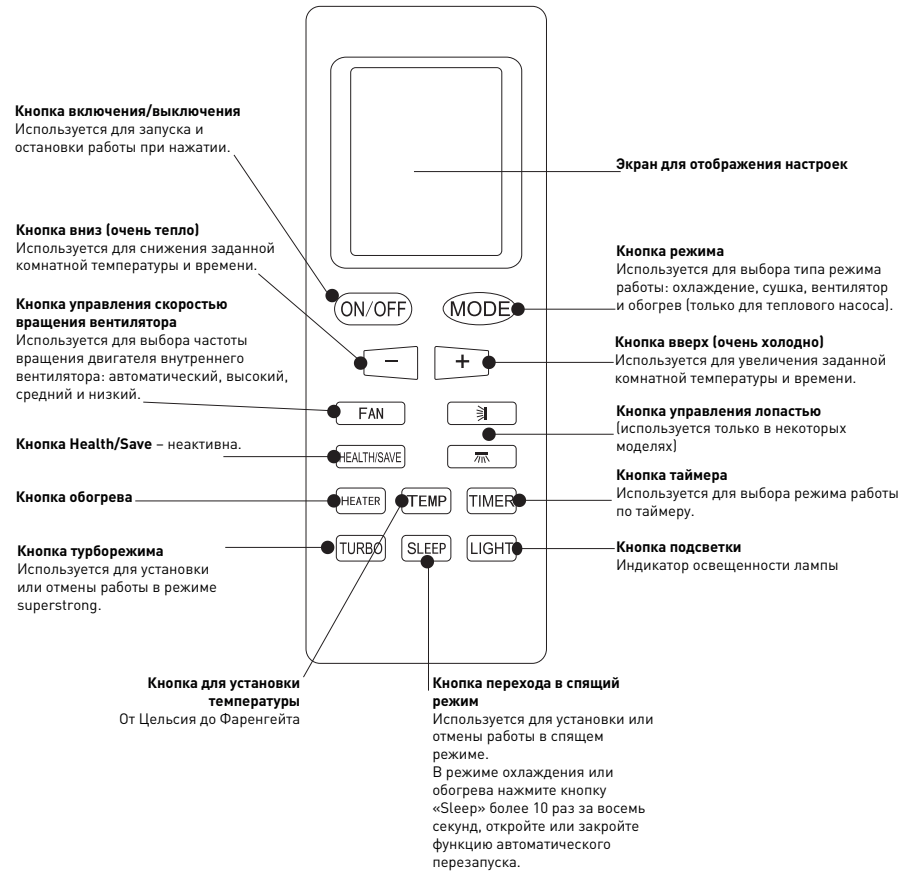 Кнопка включения/выключения
Используется для запуска и
остановки работы при нажатии.
Кнопка вниз (очень тепло)
Используется для снижения заданной
комнатной температуры и времени.
Кнопка управления скоростью
вращения вентилятора
Используется для выбора частоты
вращения двигателя внутреннего
вентилятора: автоматический, высокий,
средний и низкий.
Кнопка Health/Save – неактивна.
Кнопка обогрева
Кнопка турборежима
Используется для установки
или отмены работы в режиме
superstrong.
ON/OFF
MODE
−
+
FAN
HEALTH/SAVE
HEATER
TEMP
TIMER
TURBO
SLEEP
LIGHT
Экран для отображения настроек
Кнопка режима
Используется для выбора типа режима
работы: охлаждение, сушка, вентилятор
и обогрев (только для теплового насоса).
Кнопка вверх (очень холодно)
Используется для увеличения заданной
комнатной температуры и времени.
Кнопка управления лопастью
(используется только в некоторых
моделях)
Кнопка таймера
Используется для выбора режима работы
по таймеру.
Кнопка подсветки
Индикатор освещенности лампы
Кнопка для установки
температуры
От Цельсия до Фаренгейта
Кнопка перехода в спящий
режим
Используется для установки или
отмены работы в спящем
режиме.
В режиме охлаждения или
обогрева нажмите кнопку
«Sleep» более 10 раз за восемь
секунд, откройте или закройте
функцию автоматического
перезапуска.